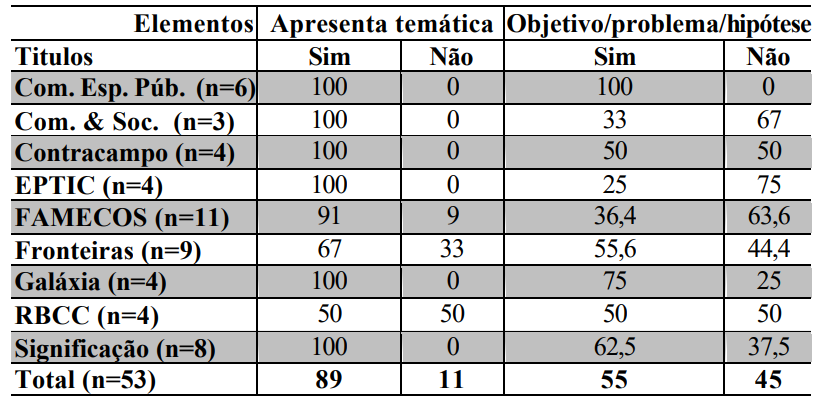 Elementos Apresenta temática Objetivo/problema/hipótese
Titulos Sim Não Sim Não
Com. Esp. Púb. (n=6) 100 0 100 0
Com. & Soc. (n=3) 100 0 33 67
Contracampo (n=4) 100 0 50 50
EPTIC (n=4) 100 0 25 75
FAMECOS (n=11) 91 9 36,4 63,6
Fronteiras (n=9) 67 33 55,6 44,4
Galáxia (n=4) 100 0 75 25
RBCC (n=4) 50 50 50 50
Significação (n=8) 100 0 62,5 37,5
Total (n=53) 89 11 55 45